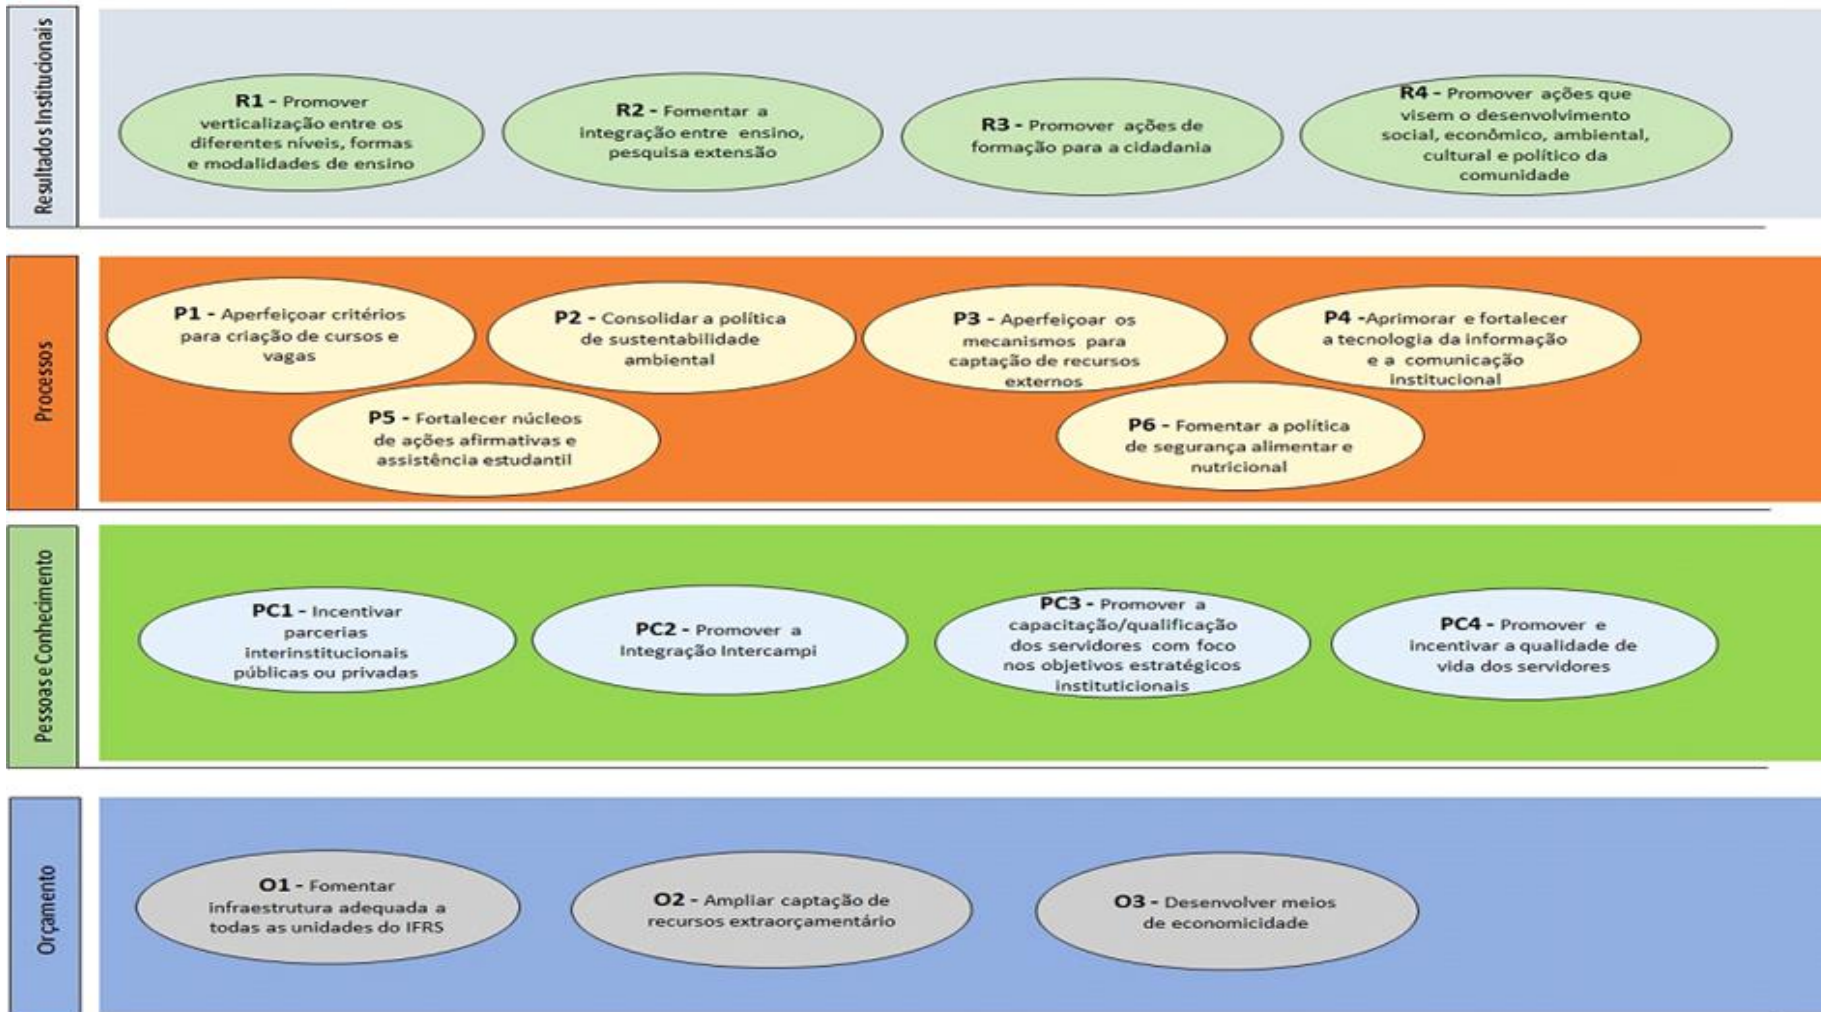 Resultados Institucionais
R1 - Promover
verticalização entre os
diferentes níveis, formas
e modalidades de ensino
R2 - Fomentar a
integração entre ensino,
pesquisa extensão
R3 - Promover ações de
formação para a cidadania
R4 - Promover ações que
visem o desenvolvimento
social, econômico, ambiental,
cultural e político da
comunidade
Processos
P1 - Aperfeiçoar critérios
para criação de cursos e
vagas
P2 - Consolidar a política
de sustentabilidade
ambiental
P3 - Aperfeiçoar os
mecanismos para
captação de recursos
externos
P4 -Aprimorar e fortalecer
a tecnologia da informação
e a comunicação
institucional
P5 - Fortalecer núcleos
de ações afirmativas e
assistência estudantil
P6 - Fomentar a política
de segurança alimentar e
nutricional
Pessoas e Conhecimento
PC1 - Incentivar
parcerias
interinstitucionais
públicas ou privadas
PC2 - Promover a
Integração Intercampi
PC3 - Promover a
capacitação/qualificação
dos servidores com foco
nos objetivos estratégicos
instituticionais
PC4 - Promover e
incentivar a qualidade de
vida dos servidores
Orçamento
O1 - Fomentar
infraestrutura adequada a
todas as unidades do IFRS
O2 - Ampliar captação de
recursos extraorçamentário
O3 - Desenvolver meios
de economicidade